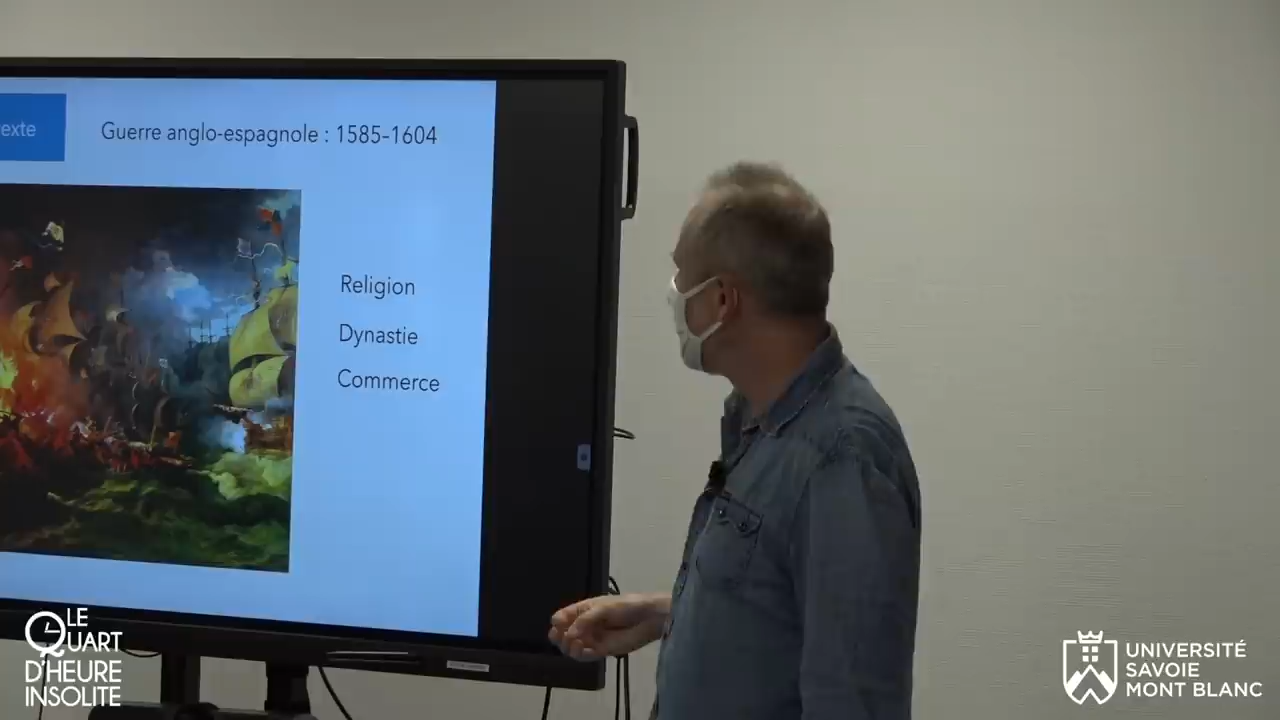 exte
Guerre anglo-espagnole : 1585-1604
Religion
Dynastie
Commerce
LE
QUART
D'HEURE
INSOLITE
UNIVERSITÉ
SAVOIE
MONT BLANC